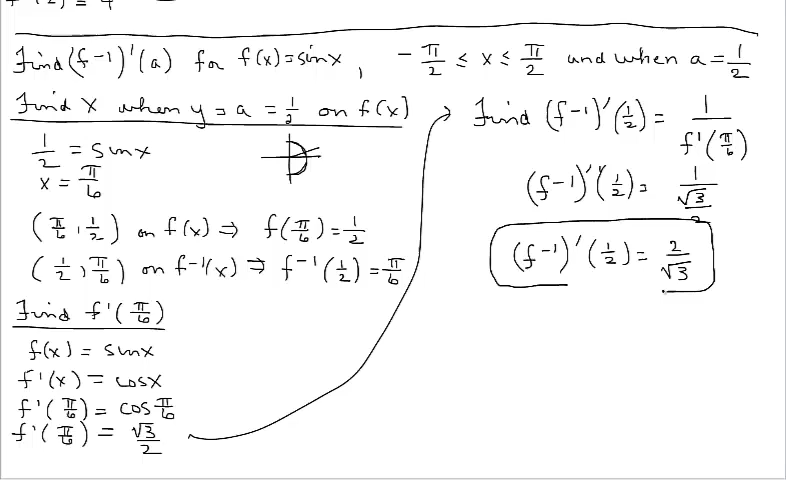 Find (f⁻¹)'(a) for f(x)=sinx, -π/2 ≤ x ≤ π/2 and when a=1/2
Find x when y=a=1/2 on f(x)
1/2 = sinx
x = π/6
(π/6, 1/2) on f(x) ⇒ f(π/6)=1/2
(1/2, π/6) on f⁻¹(x) ⇒ f⁻¹(1/2)=π/6
Find f'(π/6)
f(x) = sinx
f'(x) = cosx
f'(π/6) = cos π/6
f'(π/6) = √3/2
→ Find (f⁻¹)'(1/2) = 1/f'(π/6)
(f⁻¹)'(1/2) = 1/(√3/2)
(f⁻¹)'(1/2) = 2/√3